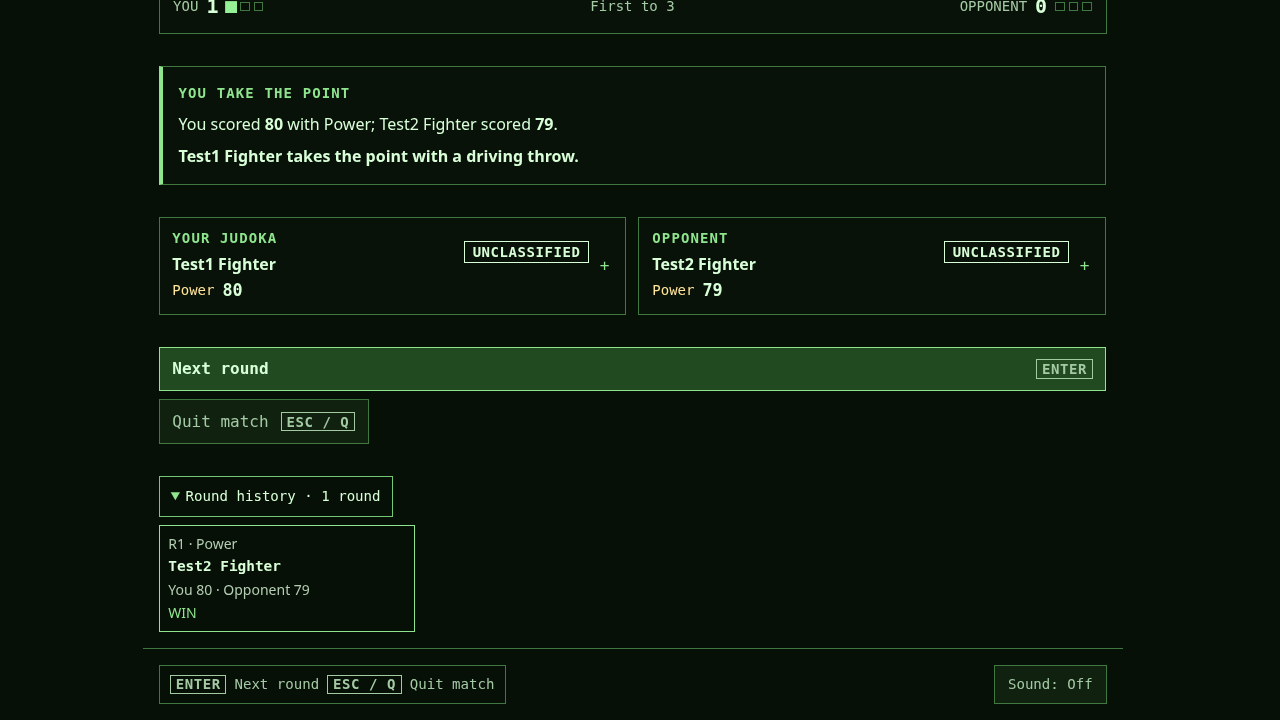 YOU 1 First to 3 OPPONENT 0
YOU TAKE THE POINT
You scored 80 with Power; Test2 Fighter scored 79.
Test1 Fighter takes the point with a driving throw.
YOUR JUDOKA
UNCLASSIFIED
Test1 Fighter
+
Power 80
OPPONENT
UNCLASSIFIED
Test2 Fighter
+
Power 79
Next round ENTER
Quit match ESC / Q
▼ Round history · 1 round
R1 · Power
Test2 Fighter
You 80 · Opponent 79
WIN
ENTER Next round ESC / Q Quit match
Sound: Off